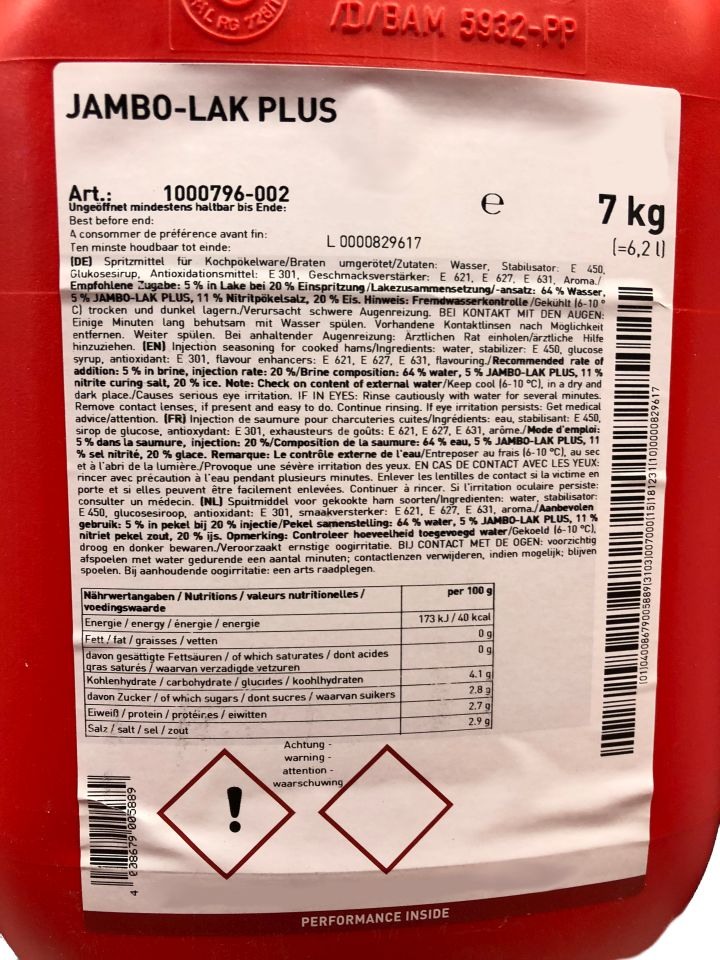 /D/BAM 5932-PP
JAMBO-LAK PLUS
Art.: 1000796-002
Ungeöffnet mindestens haltbar bis Ende:
Best before end:
A consommer de préférence avant fin:
Ten minste houdbaar tot einde:
L 0000829617
℮
7 kg
(=6,2 l)
(DE) Spritzmittel für Kochpökelware/Braten umgerötet/Zutaten: Wasser, Stabilisator: E 450,
Glukosesirup, Antioxidationsmittel: E 301, Geschmacksverstärker: E 621, E 627, E 631, Aroma./
Empfohlene Zugabe: 5 % in Lake bei 20 % Einspritzung/Lakezusammensetzung/-ansatz: 64 % Wasser,
5 % JAMBO-LAK PLUS, 11 % Nitritpökelsalz, 20 % Eis. Hinweis: Fremdwasserkontrolle/Gekühlt (6-10 °
C) trocken und dunkel lagern./Verursacht schwere Augenreizung. BEI KONTAKT MIT DEN AUGEN:
Einige Minuten lang behutsam mit Wasser spülen. Vorhandene Kontaktlinsen nach Möglichkeit
entfernen. Weiter spülen. Bei anhaltender Augenreizung: Ärztlichen Rat einholen/ärztliche Hilfe
hinzuziehen. (EN) Injection seasoning for cooked hams/Ingredients: water, stabilizer: E 450, glucose
syrup, antioxidant: E 301, flavour enhancers: E 621, E 627, E 631, flavouring./Recommended rate of
addition: 5 % in brine, injection rate: 20 %/Brine composition: 64 % water, 5 % JAMBO-LAK PLUS, 11 %
nitrite curing salt, 20 % ice. Note: Check on content of external water/Keep cool (6-10 °C), in a dry and
dark place./Causes serious eye irritation. IF IN EYES: Rinse cautiously with water for several minutes.
Remove contact lenses, if present and easy to do. Continue rinsing. If eye irritation persists: Get medical
advice/attention. (FR) Injection de saumure pour charcuteries cuites/Ingrédients: eau, stabilisant: E 450,
sirop de glucose, antioxydant: E 301, exhausteurs de goûts: E 621, E 627, E 631, arôme./Mode d'emploi:
5 % dans la saumure, injection: 20 %/Composition de la saumure: 64 % eau, 5 % JAMBO-LAK PLUS, 11
% sel nitrité, 20 % glace. Remarque: Le contrôle externe de l'eau/Entreposer au frais (6-10 °C), au sec
et à l'abri de la lumière./Provoque une sévère irritation des yeux. EN CAS DE CONTACT AVEC LES YEUX:
rincer avec précaution à l'eau pendant plusieurs minutes. Enlever les lentilles de contact si la victime en
porte et si elles peuvent être facilement enlevées. Continuer à rincer. Si l'irritation oculaire persiste:
consulter un médecin. (NL) Spuitmiddel voor gekookte ham soorten/Ingredienten: water, stabilisator:
E 450, glucosesiroop, antioxidant: E 301, smaakversterker: E 621, E 627, E 631, aroma./Aanbevolen
gebruik: 5 % in pekel bij 20 % injectie/Pekel samenstelling: 64 % water, 5 % JAMBO-LAK PLUS, 11 %
nitriet pekel zout, 20 % ijs. Opmerking: Controleer hoeveelheid toegevoegd water/Gekoeld (6-10 °C),
droog en donker bewaren./Veroorzaakt ernstige oogirritatie. BIJ CONTACT MET DE OGEN: voorzichtig
afspoelen met water gedurende een aantal minuten; contactlenzen verwijderen, indien mogelijk; blijven
spoelen. Bij aanhoudende oogirritatie: een arts raadplegen.
Nährwertangaben / Nutritions / valeurs nutritionelles / voedingswaarde per 100 g
Energie / energy / énergie / energie 173 kJ / 40 kcal
Fett / fat / graisses / vetten 0 g
davon gesättigte Fettsäuren / of which saturates / dont acides gras saturés / waarvan verzadigde vetzuren 0 g
Kohlenhydrate / carbohydrate / glucides / koolhydraten 4.1 g
davon Zucker / of which sugars / dont sucres / waarvan suikers 2.8 g
Eiweiß / protein / protéines / eiwitten 2.7 g
Salz / salt / sel / zout 2.9 g
(01)04008679005889(3103)007000(15)181231(10)0000829617
Achtung -
warning -
attention -
waarschuwing
4 008679 005889
PERFORMANCE INSIDE